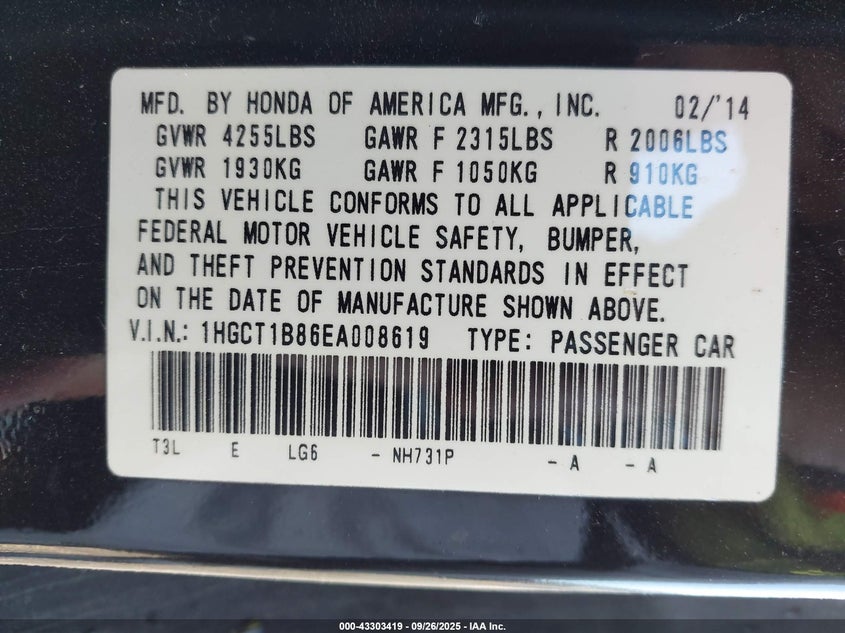 MFD. BY HONDA OF AMERICA MFG., INC. 02/'14
GVWR 4255LBS GAWR F 2315LBS R 2006LBS
GVWR 1930KG GAWR F 1050KG R 910KG
THIS VEHICLE CONFORMS TO ALL APPLICABLE
FEDERAL MOTOR VEHICLE SAFETY, BUMPER,
AND THEFT PREVENTION STANDARDS IN EFFECT
ON THE DATE OF MANUFACTURE SHOWN ABOVE.
V.I.N.: 1HGCT1B86EA008619 TYPE: PASSENGER CAR
T3L E LG6 - NH731P - A - A
000-43303419 - 09/26/2025 - IAA Inc.